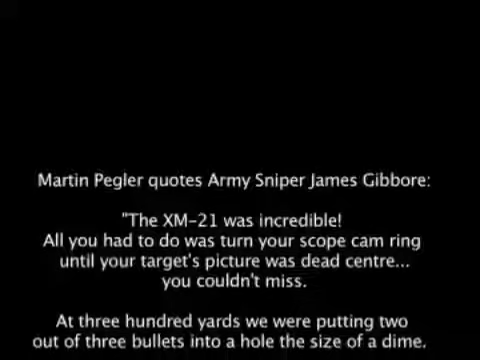 Martin Pegler quotes Army Sniper James Gibbore:
"The XM-21 was incredible!
All you had to do was turn your scope cam ring
until your target's picture was dead centre...
you couldn't miss.
At three hundred yards we were putting two
out of three bullets into a hole the size of a dime.